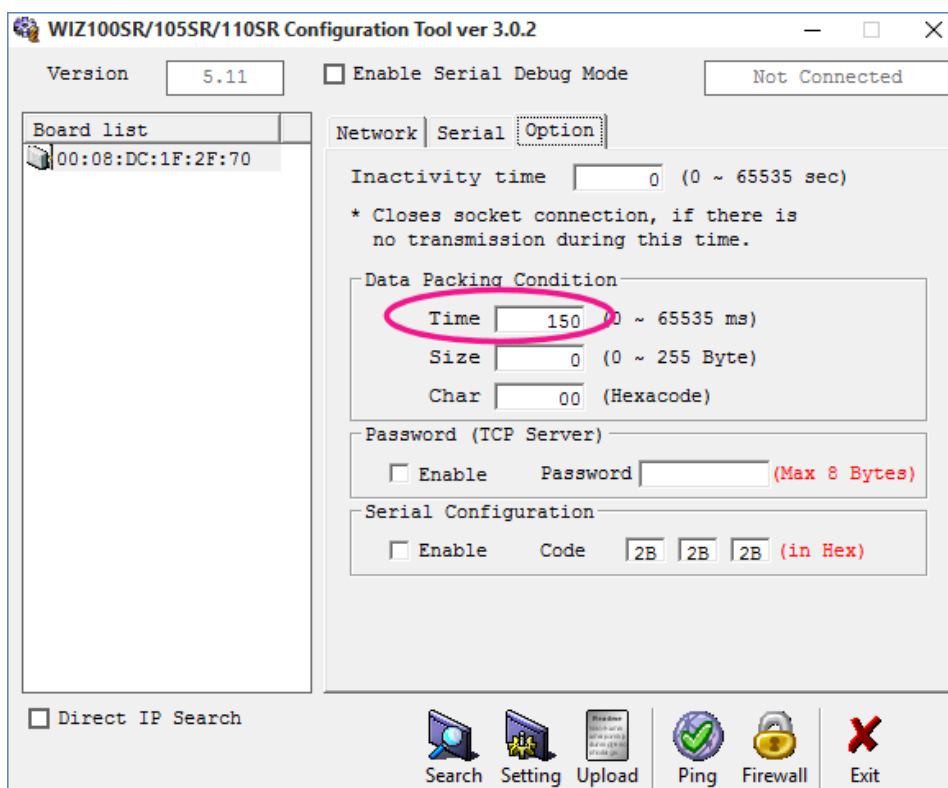 WIZ100SR/105SR/110SR Configuration Tool ver 3.0.2
Version 5.11 Enable Serial Debug Mode Not Connected
Board list
00:08:DC:1F:2F:70
Network Serial Option
Inactivity time 0 (0 ~ 65535 sec)
* Closes socket connection, if there is
no transmission during this time.
Data Packing Condition
Time 150 (0 ~ 65535 ms)
Size 0 (0 ~ 255 Byte)
Char 00 (Hexacode)
Password (TCP Server)
Enable Password (Max 8 Bytes)
Serial Configuration
Enable Code 2B 2B 2B (in Hex)
Direct IP Search
Search Setting Upload Ping Firewall Exit